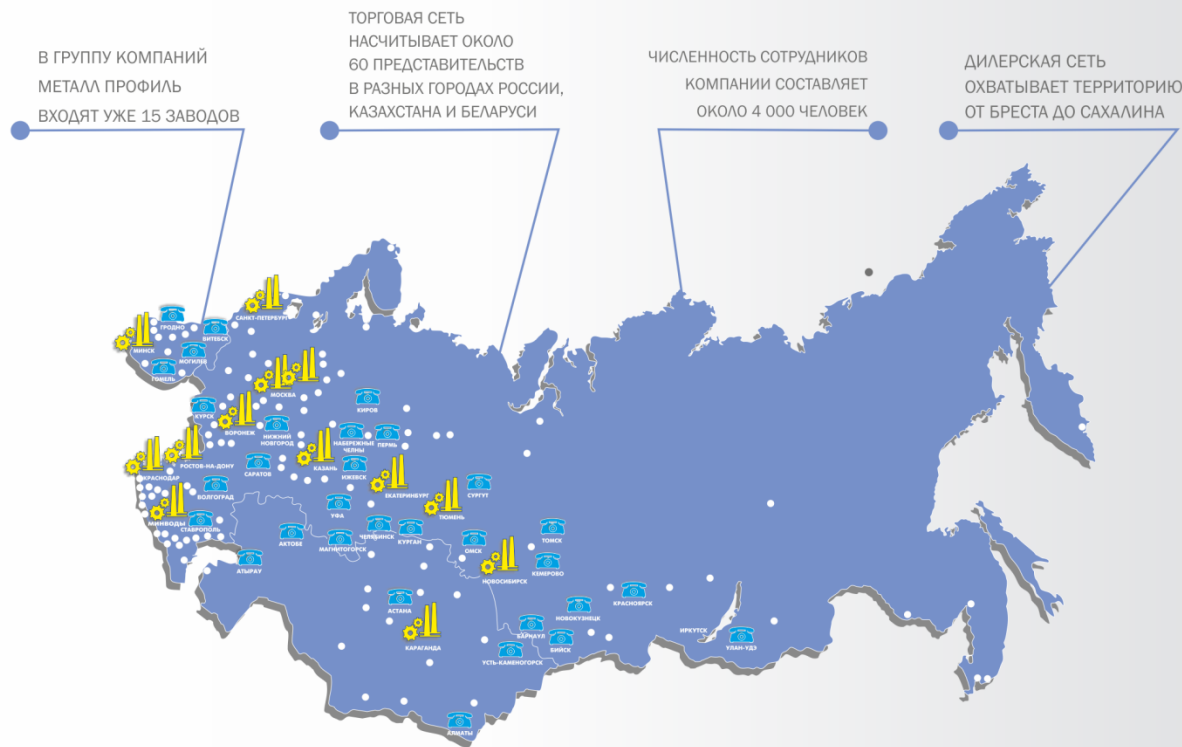 В ГРУППУ КОМПАНИЙ
МЕТАЛЛ ПРОФИЛЬ
ВХОДЯТ УЖЕ 15 ЗАВОДОВ
ТОРГОВАЯ СЕТЬ
НАСЧИТЫВАЕТ ОКОЛО
60 ПРЕДСТАВИТЕЛЬСТВ
В РАЗНЫХ ГОРОДАХ РОССИИ,
КАЗАХСТАНА И БЕЛАРУСИ
ЧИСЛЕННОСТЬ СОТРУДНИКОВ
КОМПАНИИ СОСТАВЛЯЕТ
ОКОЛО 4 000 ЧЕЛОВЕК
ДИЛЕРСКАЯ СЕТЬ
ОХВАТЫВАЕТ ТЕРРИТОРИЮ
ОТ БРЕСТА ДО САХАЛИНА
САНКТ-ПЕТЕРБУРГ
ГРОДНО
ВИТЕБСК
МИНСК
МОГИЛЕВ
ГОМЕЛЬ
МОСКВА
КИРОВ
КУРСК
ВОРОНЕЖ
НИЖНИЙ
НОВГОРОД
НАБЕРЕЖНЫЕ
ЧЕЛНЫ
ПЕРМЬ
РОСТОВ-НА-ДОНУ
КРАСНОДАР
САРАТОВ
КАЗАНЬ
ИЖЕВСК
ВОЛГОГРАД
ЕКАТЕРИНБУРГ
СУРГУТ
ТЮМЕНЬ
МИНВОДЫ
СТАВРОПОЛЬ
УФА
АКТОБЕ
МАГНИТОГОРСК
ЧЕЛЯБИНСК
КУРГАН
ОМСК
ТОМСК
АТЫРАУ
НОВОСИБИРСК
КЕМЕРОВО
АСТАНА
КРАСНОЯРСК
НОВОКУЗНЕЦК
КАРАГАНДА
БАРНАУЛ
БИЙСК
ИРКУТСК
УЛАН-УДЭ
УСТЬ-КАМЕНОГОРСК
АЛМАТЫ